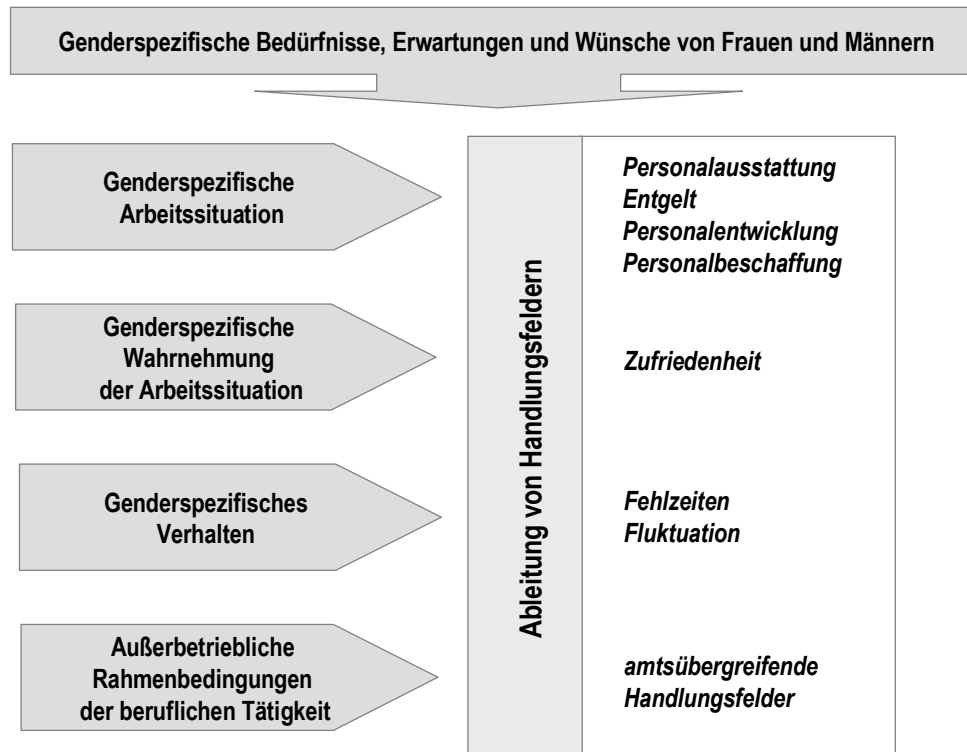 Genderspezifische Bedürfnisse, Erwartungen und Wünsche von Frauen und Männern
Genderspezifische
Arbeitssituation
Genderspezifische
Wahrnehmung
der Arbeitssituation
Genderspezifisches
Verhalten
Außerbetriebliche
Rahmenbedingungen
der beruflichen Tätigkeit
Ableitung von Handlungsfeldern
Personalausstattung
Entgelt
Personalentwicklung
Personalbeschaffung
Zufriedenheit
Fehlzeiten
Fluktuation
amtsübergreifende
Handlungsfelder